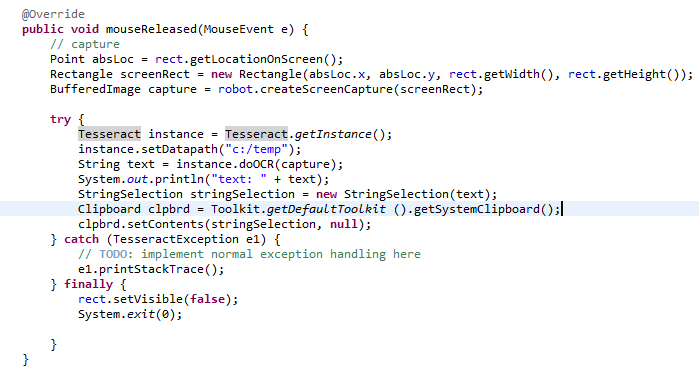 @Override
public void mouseReleased(MouseEvent e) {
    // capture
    Point absLoc = rect.getLocationOnScreen();
    Rectangle screenRect = new Rectangle(absLoc.x, absLoc.y, rect.getWidth(), rect.getHeight());
    BufferedImage capture = robot.createScreenCapture(screenRect);

    try {
        Tesseract instance = Tesseract.getInstance();
        instance.setDatapath("c:/temp");
        String text = instance.doOCR(capture);
        System.out.println("text: " + text);
        StringSelection stringSelection = new StringSelection(text);
        Clipboard clpbrd = Toolkit.getDefaultToolkit ().getSystemClipboard();
        clpbrd.setContents(stringSelection, null);
    } catch (TesseractException e1) {
        // TODO: implement normal exception handling here
        e1.printStackTrace();
    } finally {
        rect.setVisible(false);
        System.exit(0);

    }
}